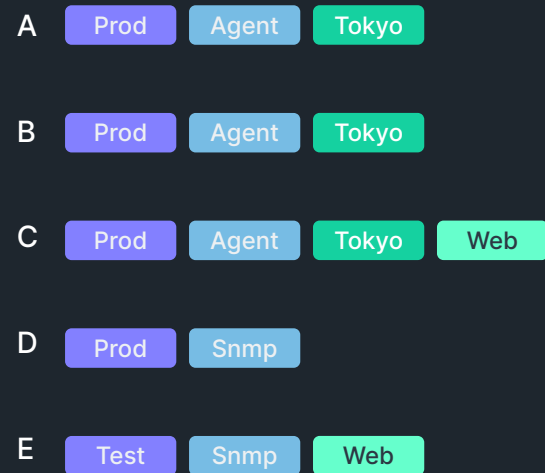 A Prod Agent Tokyo
B Prod Agent Tokyo
C Prod Agent Tokyo Web
D Prod Snmp
E Test Snmp Web